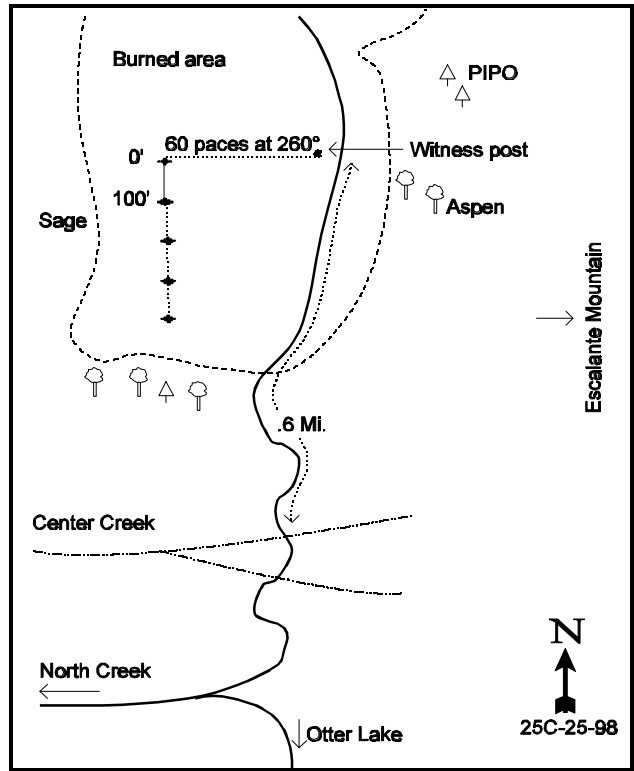 Burned area
PIPO
60 paces at 260°
0'
Witness post
100'
Aspen
Sage
Escalante Mountain
.6 Mi.
Center Creek
N
North Creek
25C-25-98
Otter Lake